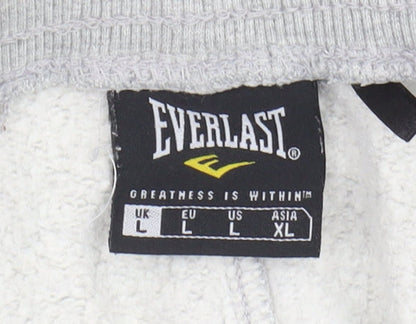 EVERLAST®
GREATNESS IS WITHIN™
UK EU US ASIA
L L L XL